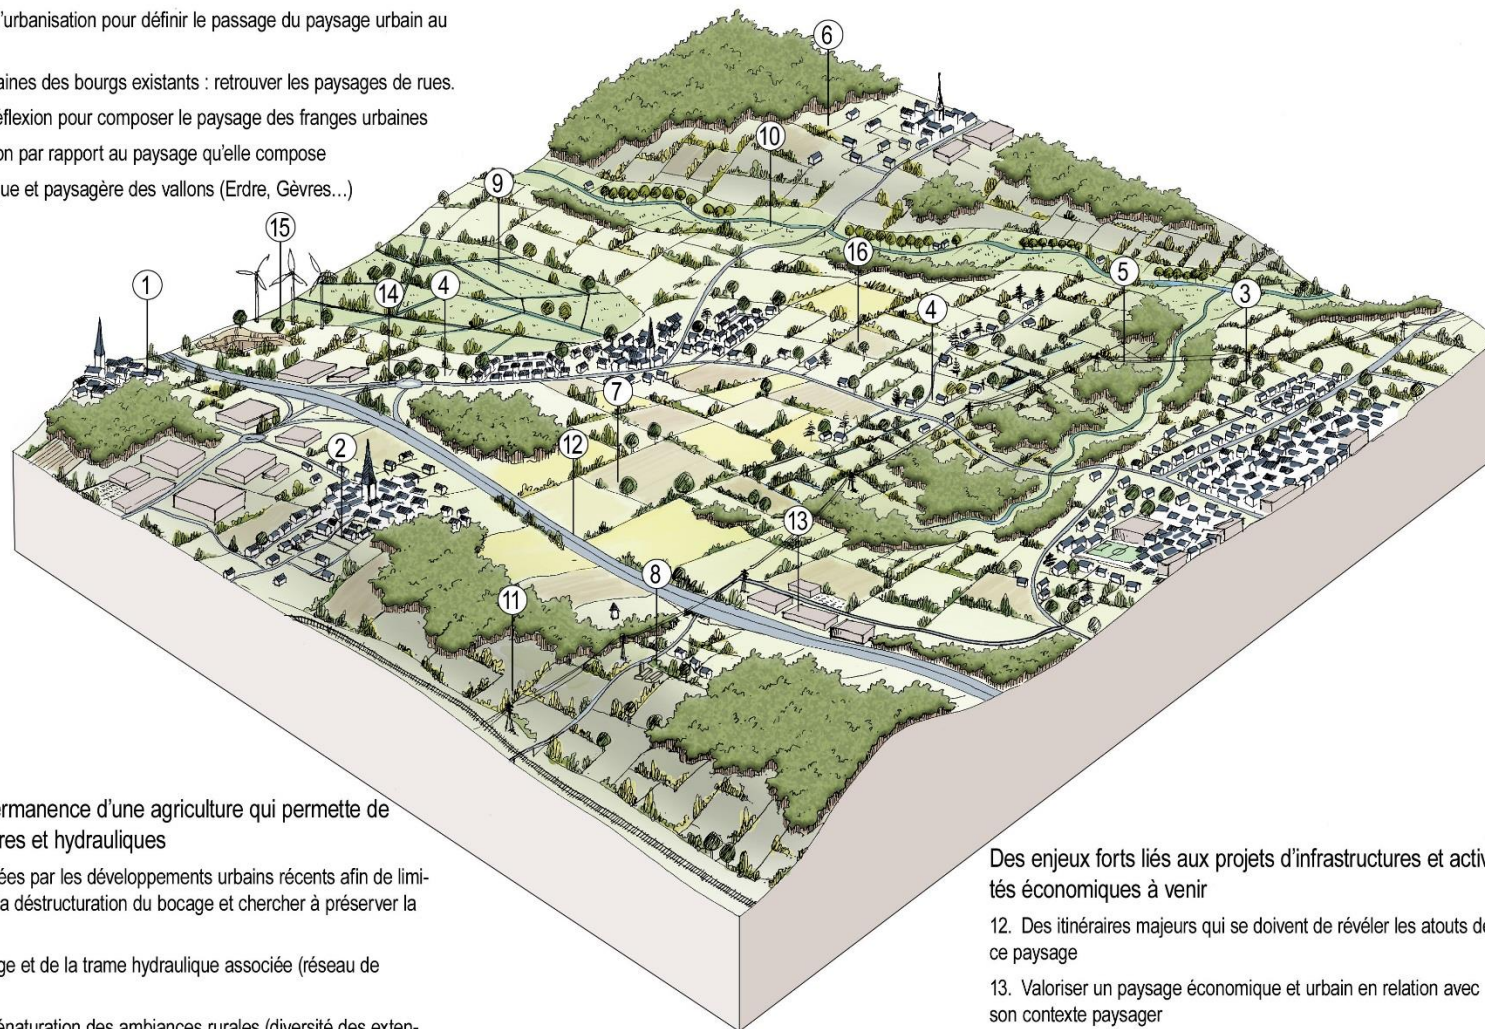 'urbanisation pour définir le passage du paysage urbain au
aines des bourgs existants : retrouver les paysages de rues.
éflexion pour composer le paysage des franges urbaines
on par rapport au paysage qu'elle compose
que et paysagère des vallons (Erdre, Gèvres...)
6
10
9
15
1
14
4
16
5
3
4
7
2
12
13
8
11
ermanence d'une agriculture qui permette de
res et hydrauliques
ées par les développements urbains récents afin de limi-
a déstructuration du bocage et chercher à préserver la
ge et de la trame hydraulique associée (réseau de
énaturation des ambiances rurales (diversité des exten-
Des enjeux forts liés aux projets d'infrastructures et activ
tés économiques à venir
12. Des itinéraires majeurs qui se doivent de révéler les atouts de
ce paysage
13. Valoriser un paysage économique et urbain en relation avec
son contexte paysager